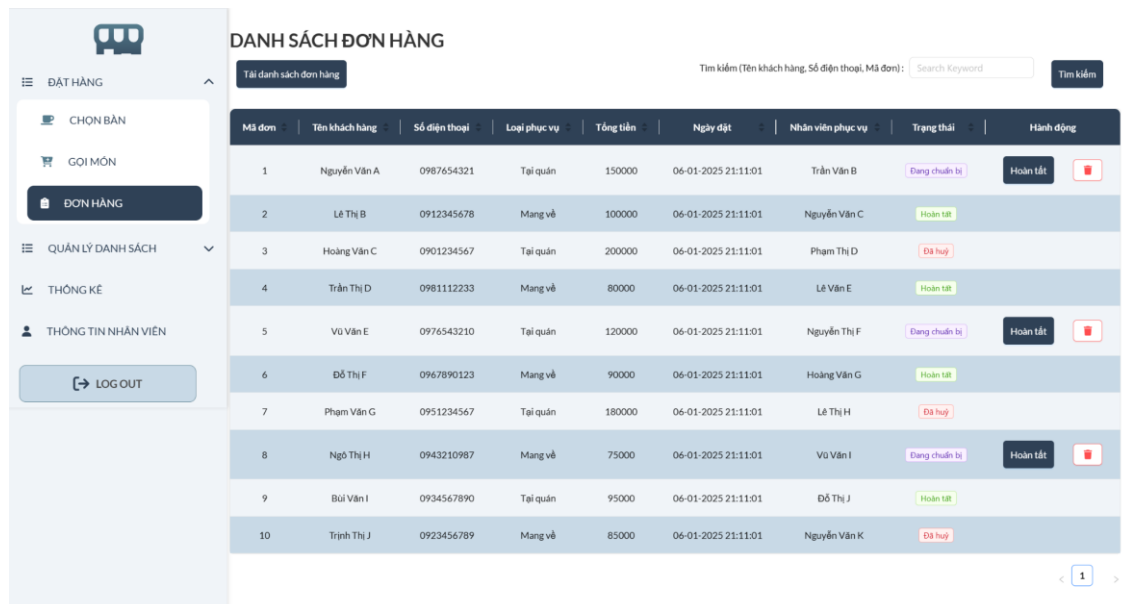 DANH SÁCH ĐƠN HÀNG
ĐẶT HÀNG
CHỌN BÀN
GỌI MÓN
ĐƠN HÀNG
QUẢN LÝ DANH SÁCH
THỐNG KÊ
THÔNG TIN NHÂN VIÊN
LOG OUT
Tải danh sách đơn hàng
Tìm kiếm (Tên khách hàng, Số điện thoại, Mã đơn) : Search Keyword Tìm kiếm
Mã đơn Tên khách hàng Số điện thoại Loại phục vụ Tổng tiền Ngày đặt Nhân viên phục vụ Trạng thái Hành động
1 Nguyễn Văn A 0987654321 Tại quán 150000 06-01-2025 21:11:01 Trần Văn B Đang chuẩn bị Hoàn tất
2 Lê Thị B 0912345678 Mang về 100000 06-01-2025 21:11:01 Nguyễn Văn C Hoàn tất
3 Hoàng Văn C 0901234567 Tại quán 200000 06-01-2025 21:11:01 Phạm Thị D Đã huỷ
4 Trần Thị D 0981112233 Mang về 80000 06-01-2025 21:11:01 Lê Văn E Hoàn tất
5 Vũ Văn E 0976543210 Tại quán 120000 06-01-2025 21:11:01 Nguyễn Thị F Đang chuẩn bị Hoàn tất
6 Đỗ Thị F 0967890123 Mang về 90000 06-01-2025 21:11:01 Hoàng Văn G Hoàn tất
7 Phạm Văn G 0951234567 Tại quán 180000 06-01-2025 21:11:01 Lê Thị H Đã huỷ
8 Ngô Thị H 0943210987 Mang về 75000 06-01-2025 21:11:01 Vũ Văn I Đang chuẩn bị Hoàn tất
9 Bùi Văn I 0934567890 Tại quán 95000 06-01-2025 21:11:01 Đỗ Thị J Hoàn tất
10 Trịnh Thị J 0923456789 Mang về 85000 06-01-2025 21:11:01 Nguyễn Văn K Đã huỷ
1